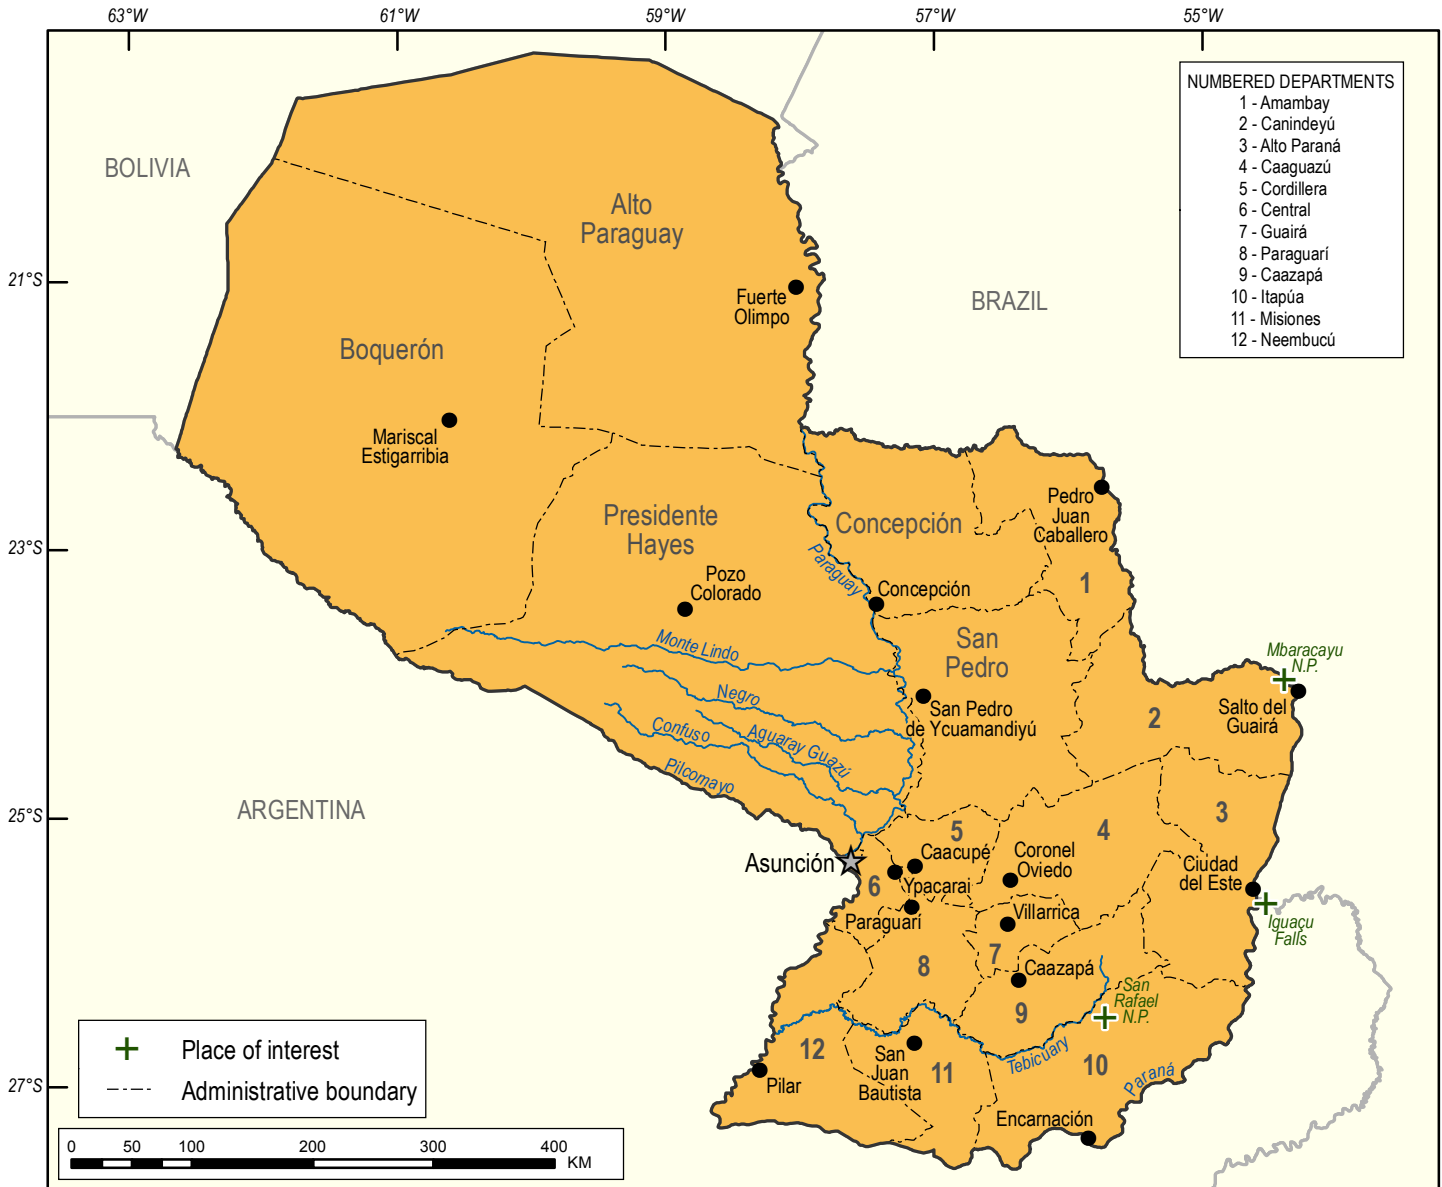 63°W
61°W
59°W
57°W
55°W
NUMBERED DEPARTMENTS
1 - Amambay
2 - Canindeyú
3 - Alto Paraná
4 - Caaguazú
5 - Cordillera
6 - Central
7 - Guairá
8 - Paraguarí
9 - Caazapá
10 - Itapúa
11 - Misiones
12 - Neembucú
BOLIVIA
Alto
Paraguay
21°S
Fuerte
Olimpo
BRAZIL
Boquerón
Mariscal
Estigarribia
Pedro
Juan
Caballero
Presidente
Hayes
Concepción
23°S
Paraguay
Pozo
Colorado
Concepción
1
Monte Lindo
San
Pedro
Mbaracayu
N.P.
Negro
San Pedro
de Ycuamandiyú
2
Salto del
Guairá
Confuso
Aguaray Guazú
Pilcomayo
ARGENTINA
25°S
3
5
4
Asunción
Caacupé
Coronel
Oviedo
Ciudad
del Este
6
Ypacarai
Paraguarí
Villarrica
Iguaçu
Falls
7
8
Caazapá
San
Rafael
N.P.
9
Place of interest
Administrative boundary
12
San
Juan
Bautista
11
Tebicuary
10
Paraná
27°S
Pilar
Encarnación
0
50
100
200
300
400
KM